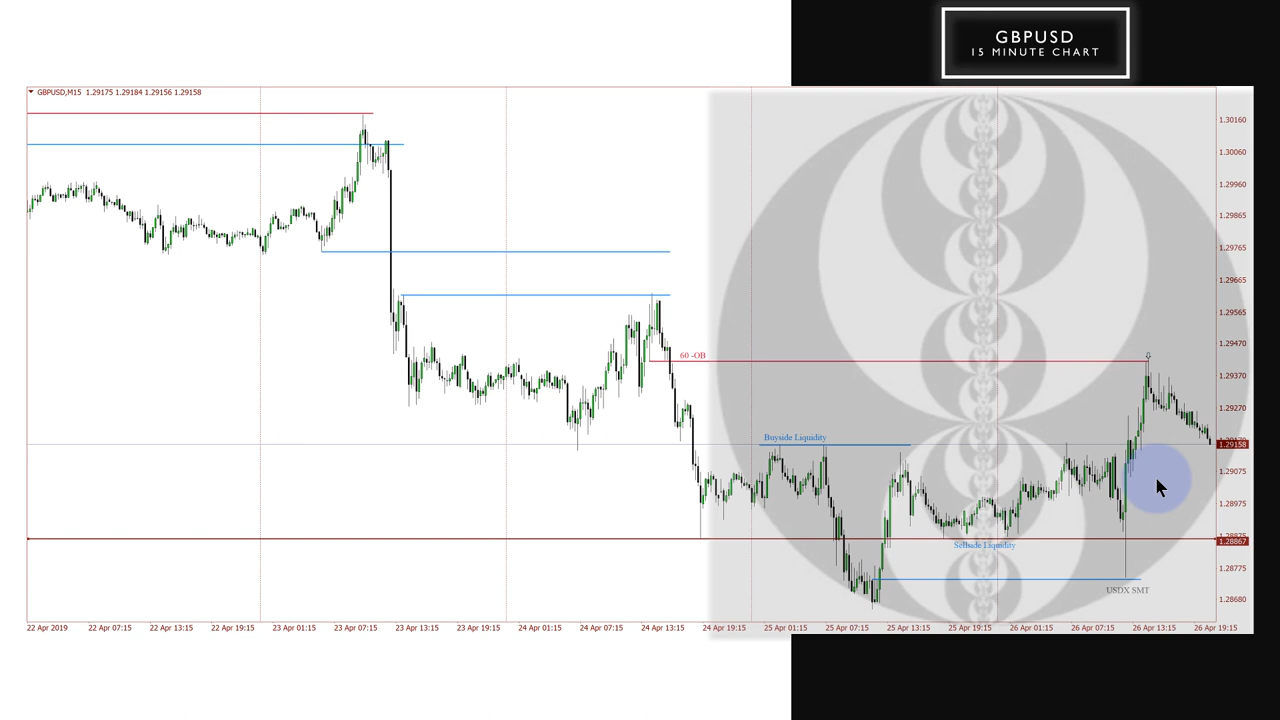 GBPUSD
15 MINUTE CHART
GBPUSD,M15 1.29175 1.29184 1.29156 1.29158
1.30160
1.30060
1.29960
1.29865
1.29765
1.29665
1.29565
1.29470
60 -OB
1.29370
1.29270
Buyside Liquidity
1.29158
1.29075
1.28975
1.28867
Sellside Liquidity
1.28775
USDX SMT
1.28680
22 Apr 2019 22 Apr 07:15 22 Apr 13:15 22 Apr 19:15 23 Apr 01:15 23 Apr 07:15 23 Apr 13:15 23 Apr 19:15 24 Apr 01:15 24 Apr 07:15 24 Apr 13:15 24 Apr 19:15 25 Apr 01:15 25 Apr 07:15 25 Apr 13:15 25 Apr 19:15 26 Apr 01:15 26 Apr 07:15 26 Apr 13:15 26 Apr 19:15